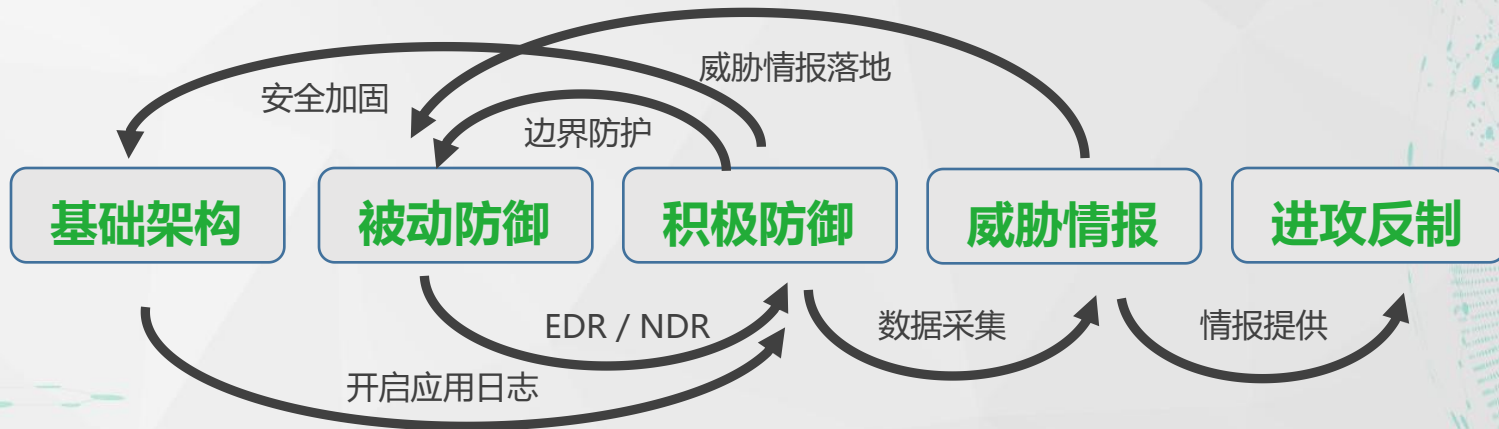 威胁情报落地
安全加固
边界防护
基础架构
被动防御
积极防御
威胁情报
进攻反制
EDR / NDR
数据采集
情报提供
开启应用日志